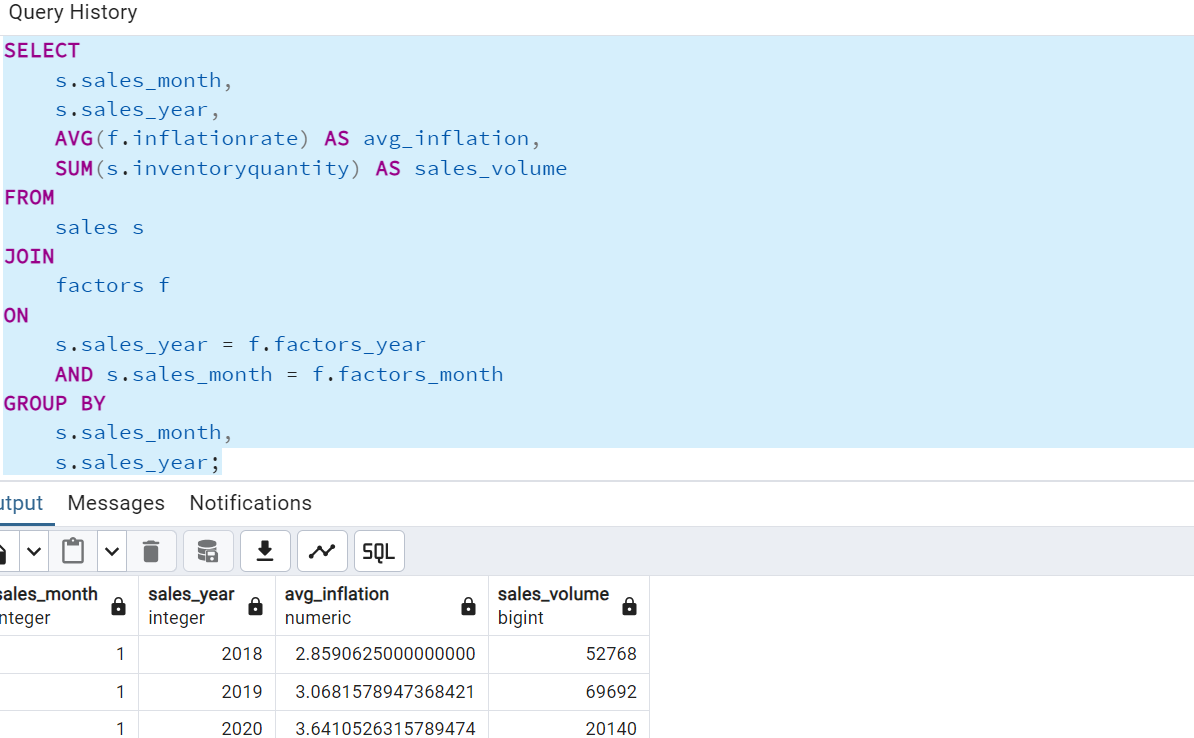 Query History
SELECT
s.sales_month,
s.sales_year,
AVG(f.inflationrate) AS avg_inflation,
SUM(s.inventoryquantity) AS sales_volume
FROM
sales s
JOIN
factors f
ON
s.sales_year = f.factors_year
AND s.sales_month = f.factors_month
GROUP BY
s.sales_month,
s.sales_year;
utput Messages Notifications
SQL
sales_month sales_year avg_inflation sales_volume
nteger integer numeric bigint
1 2018 2.8590625000000000 52768
1 2019 3.0681578947368421 69692
1 2020 3.6410526315789474 20140